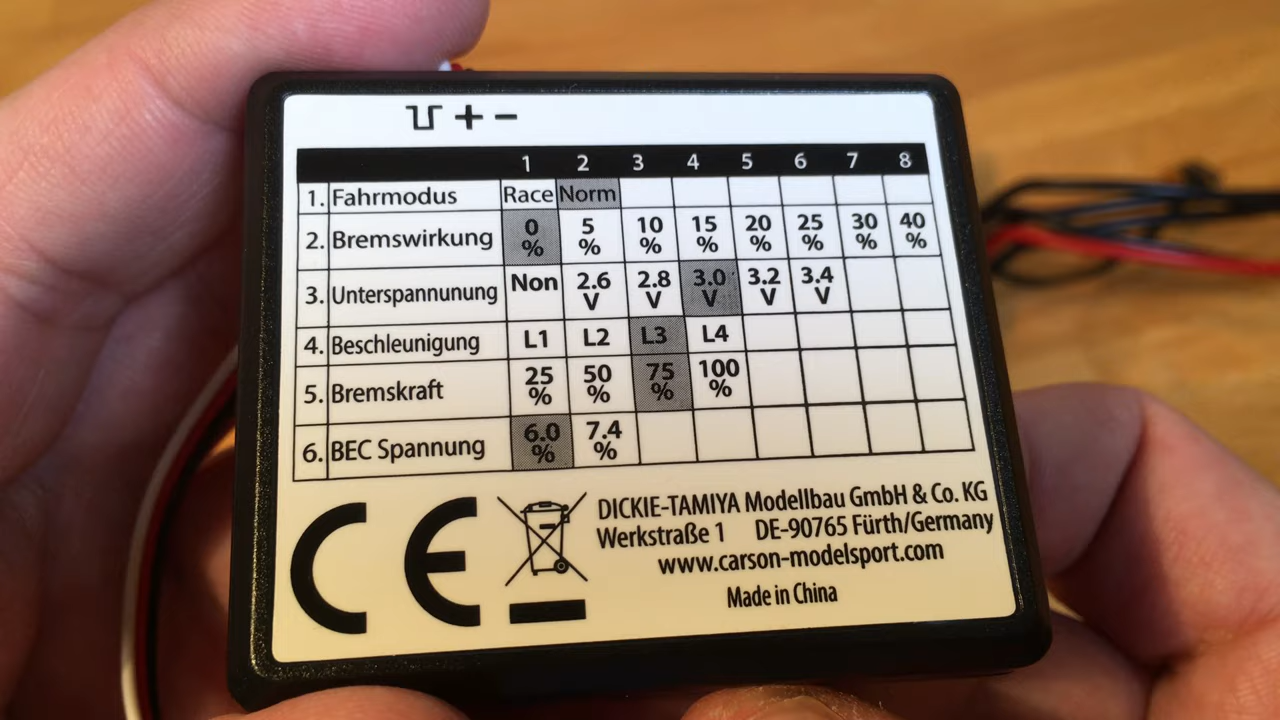 + −
1 2 3 4 5 6 7 8
1. Fahrmodus Race Norm
2. Bremswirkung 0 % 5 % 10 % 15 % 20 % 25 % 30 % 40 %
3. Unterspannunung Non 2.6 V 2.8 V 3.0 V 3.2 V 3.4 V
4. Beschleunigung L1 L2 L3 L4
5. Bremskraft 25 % 50 % 75 % 100 %
6. BEC Spannung 6.0 % 7.4 %
CE
DICKIE-TAMIYA Modellbau GmbH & Co. KG
Werkstraße 1 DE-90765 Fürth/Germany
www.carson-modelsport.com
Made in China